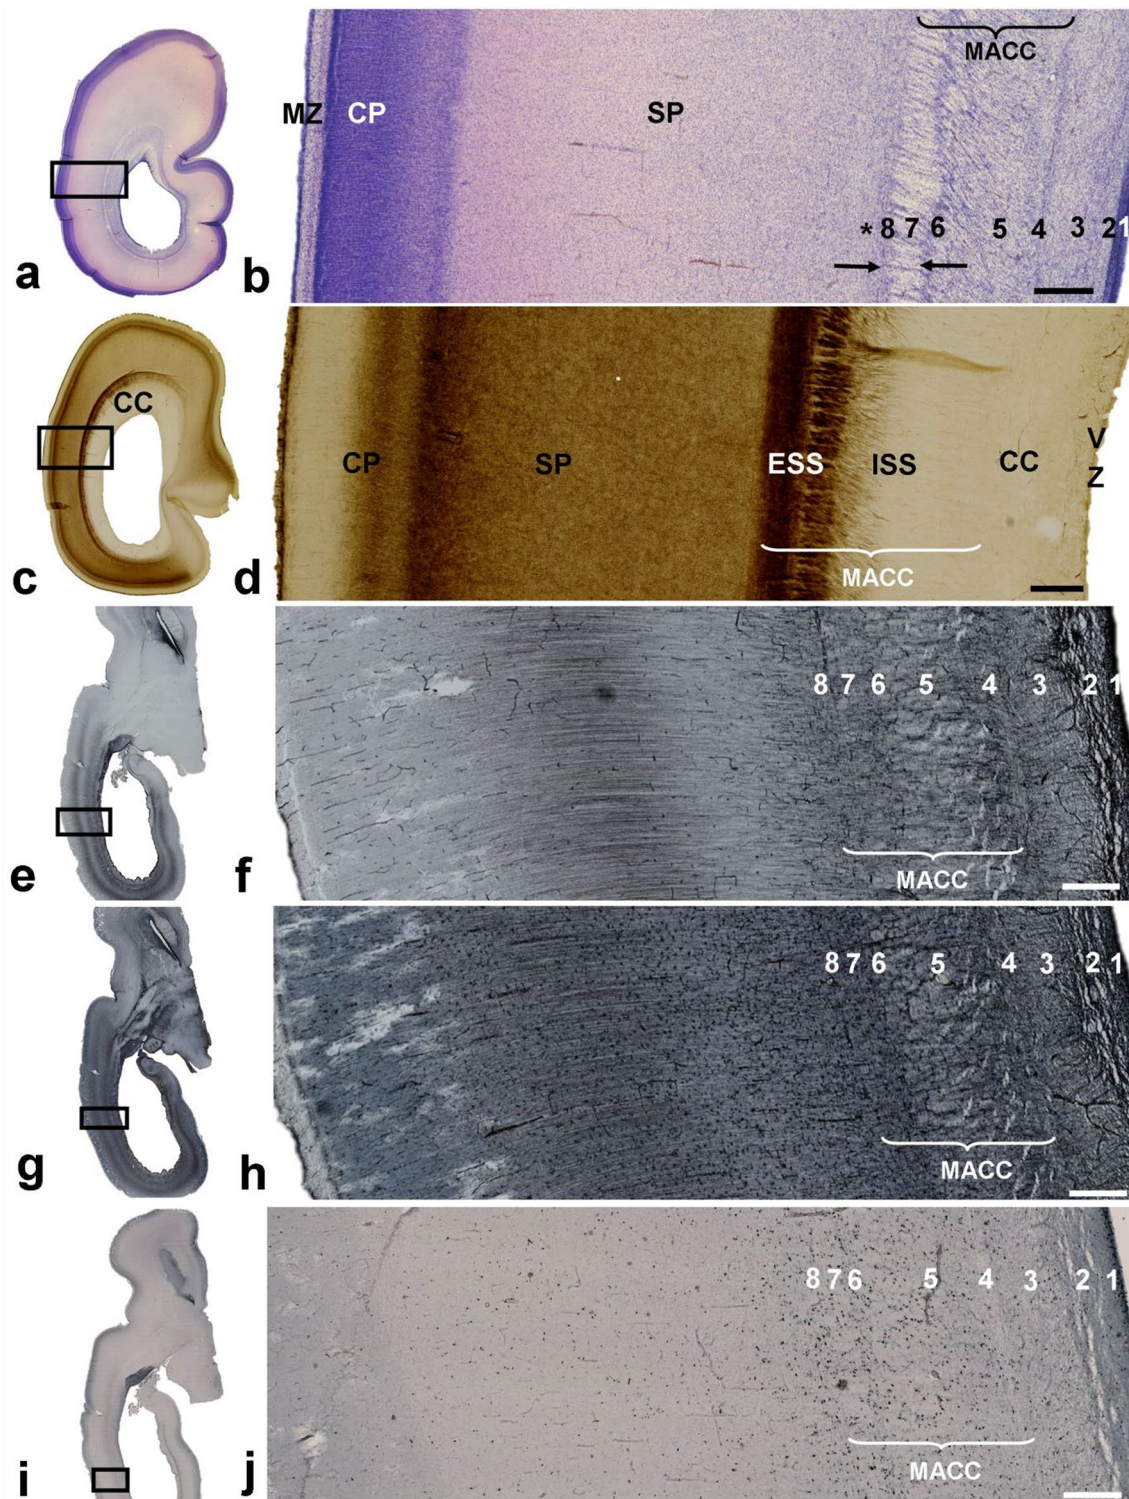 MACC
MZ CP SP
* 8 7 6 5 4 3 2 1
a b
CC
CP SP ESS ISS CC V
Z
MACC
c d
8 7 6 5 4 3 2 1
MACC
e f
8 7 6 5 4 3 2 1
MACC
g h
8 7 6 5 4 3 2 1
MACC
i j